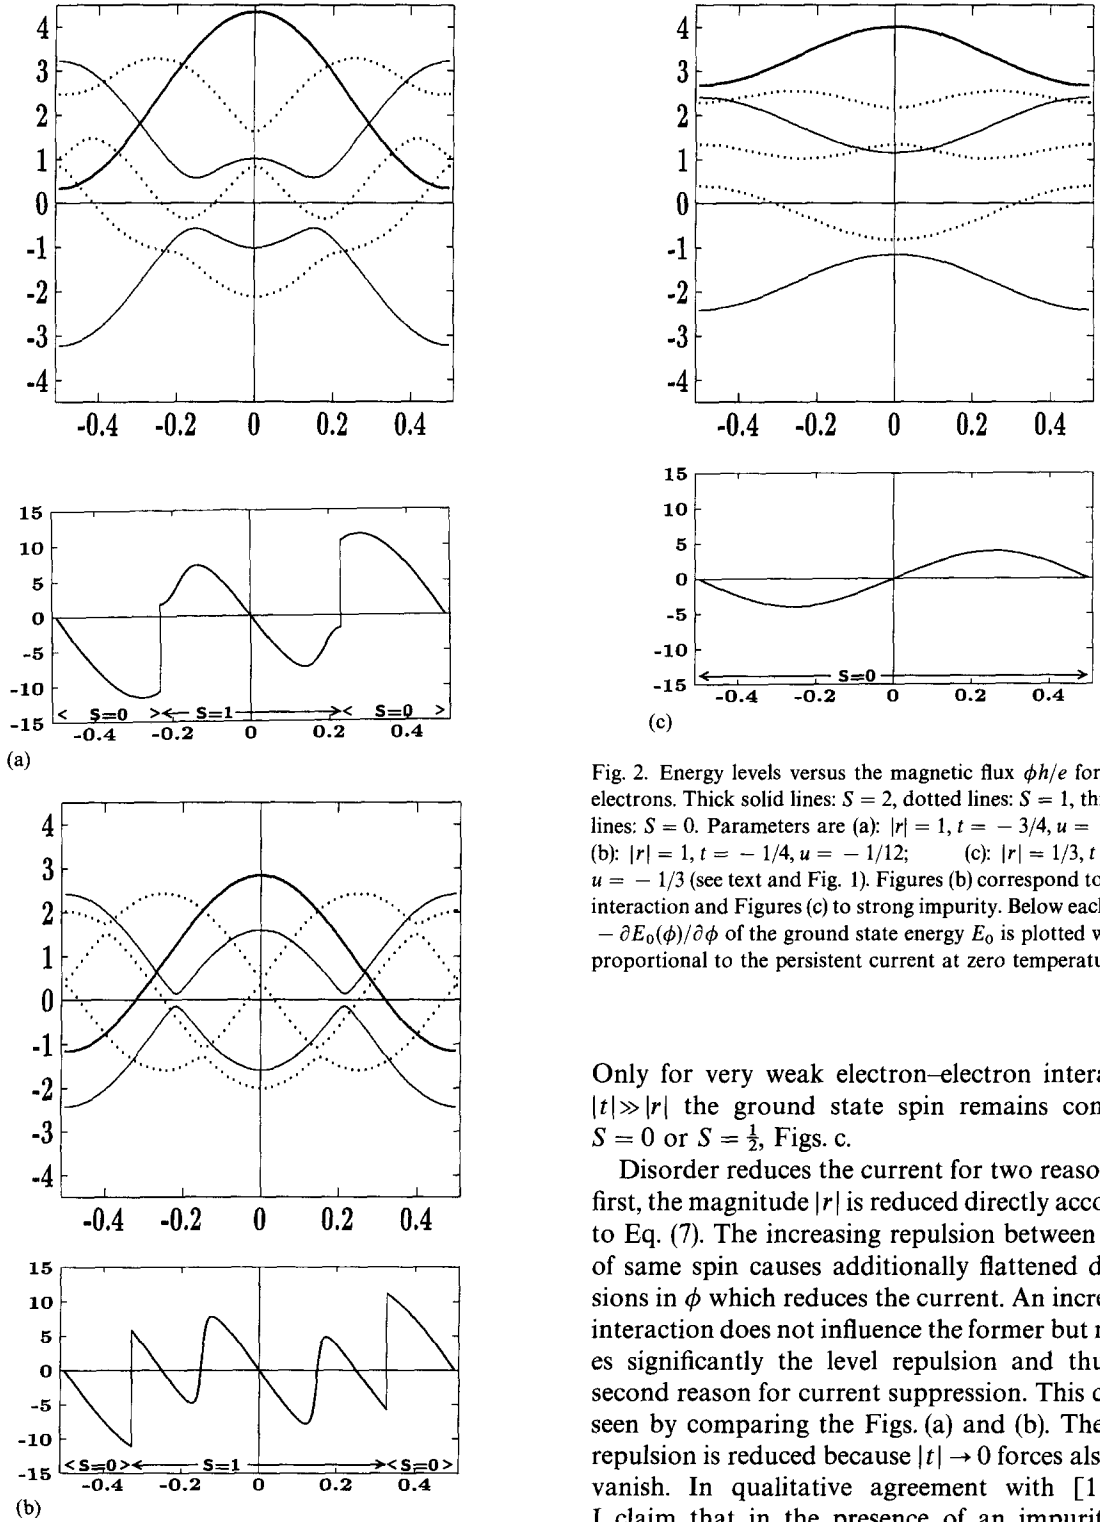 4
3
2
1
0
-1
-2
-3
-4
-0.4 -0.2 0 0.2 0.4
15
10
5
0
-5
-10
-15
S=0 S=1 S=0
-0.4 -0.2 0 0.2 0.4
(a)
4
3
2
1
0
-1
-2
-3
-4
-0.4 -0.2 0 0.2 0.4
15
10
5
0
-5
-10
-15
S=0 S=1 S=0
-0.4 -0.2 0 0.2 0.4
(b)
4
3
2
1
0
-1
-2
-3
-4
-0.4 -0.2 0 0.2 0.4
15
10
5
0
-5
-10
-15
S=0
-0.4 -0.2 0 0.2 0.4
(c)
Fig. 2. Energy levels versus the magnetic flux ϕh/e for
electrons. Thick solid lines: S = 2, dotted lines: S = 1, thi
lines: S = 0. Parameters are (a): |r| = 1, t = − 3/4, u =
(b): |r| = 1, t = − 1/4, u = − 1/12; (c): |r| = 1/3, t
u = − 1/3 (see text and Fig. 1). Figures (b) correspond to
interaction and Figures (c) to strong impurity. Below each
− ∂E₀(ϕ)/∂ϕ of the ground state energy E₀ is plotted w
proportional to the persistent current at zero temperatu
Only for very weak electron–electron intera
|t|≫|r| the ground state spin remains con
S = 0 or S = ½, Figs. c.
Disorder reduces the current for two reaso
first, the magnitude |r| is reduced directly acco
to Eq. (7). The increasing repulsion between
of same spin causes additionally flattened d
sions in ϕ which reduces the current. An incre
interaction does not influence the former but r
es significantly the level repulsion and thu
second reason for current suppression. This c
seen by comparing the Figs. (a) and (b). The
repulsion is reduced because |t| → 0 forces als
vanish. In qualitative agreement with [1
I claim that in the presence of an impurit